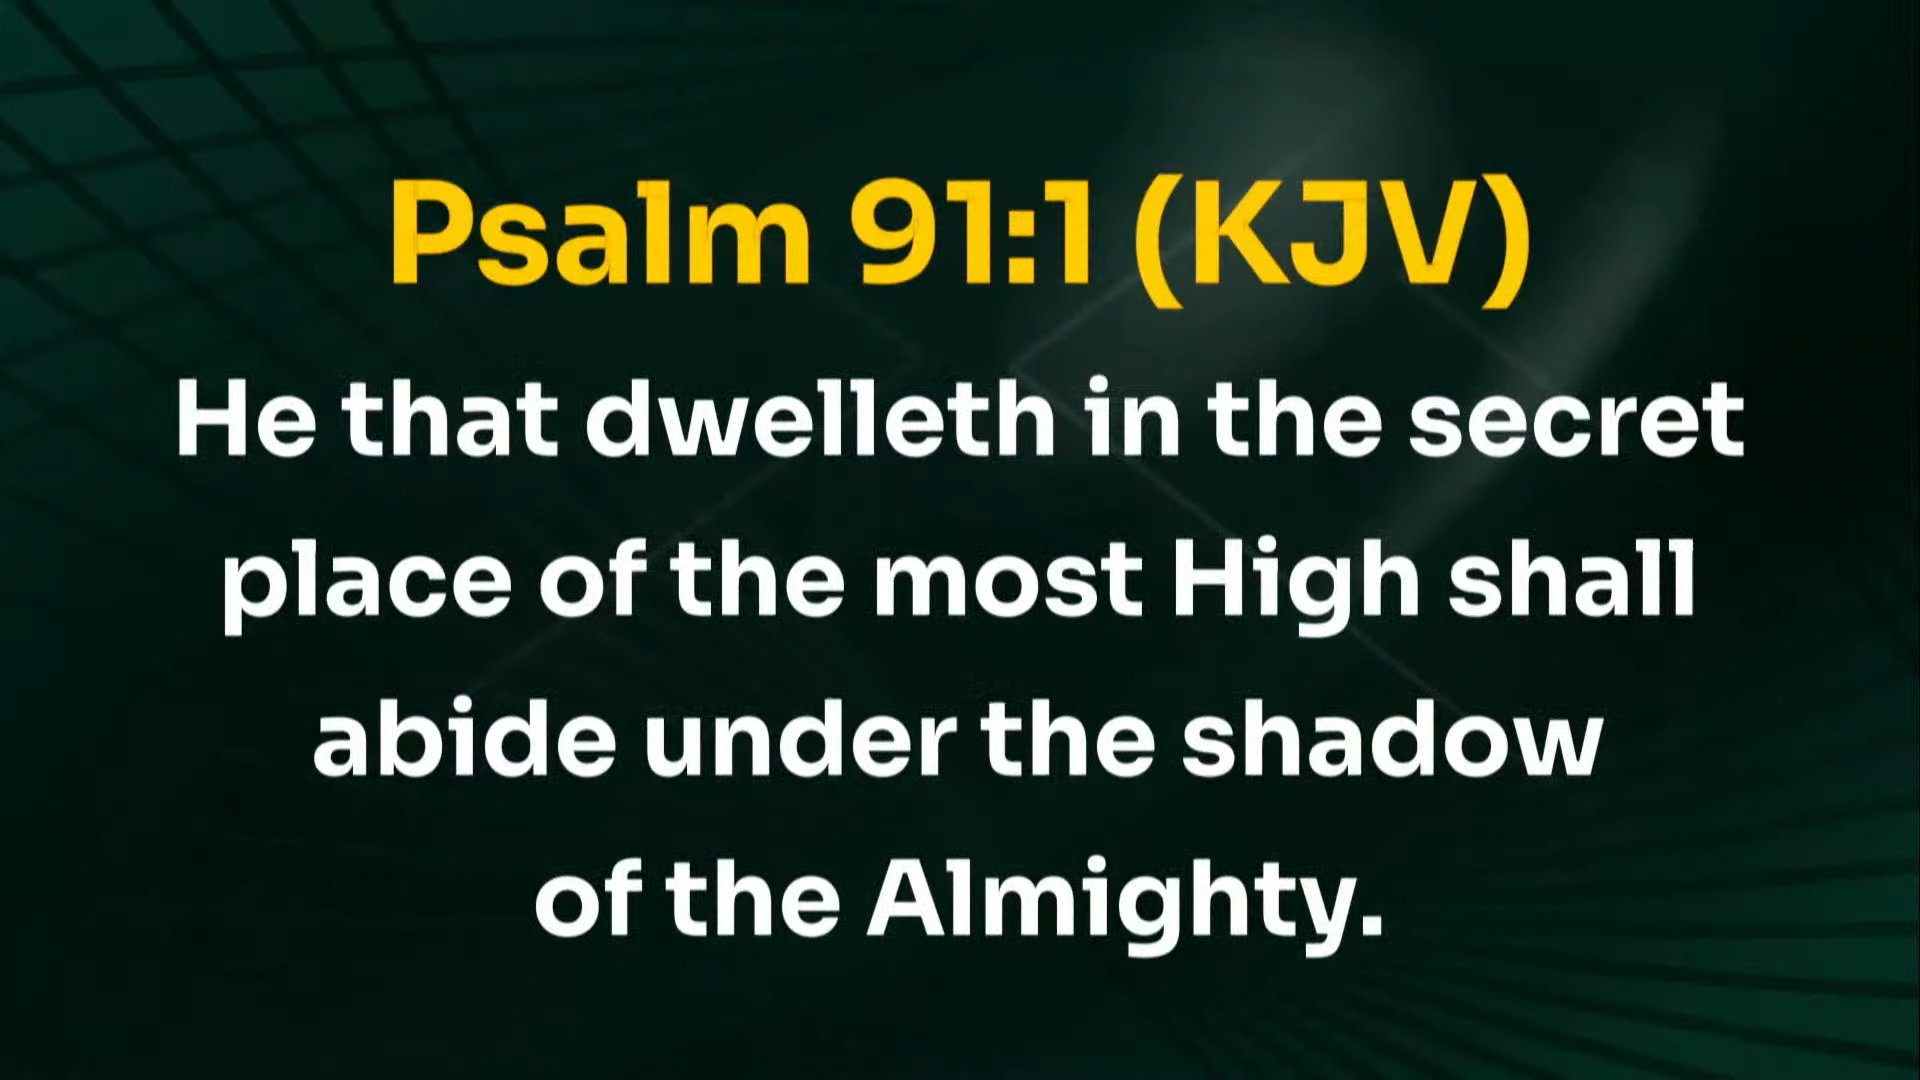 Psalm 91:1 (KJV)
He that dwelleth in the secret
place of the most High shall
abide under the shadow
of the Almighty.